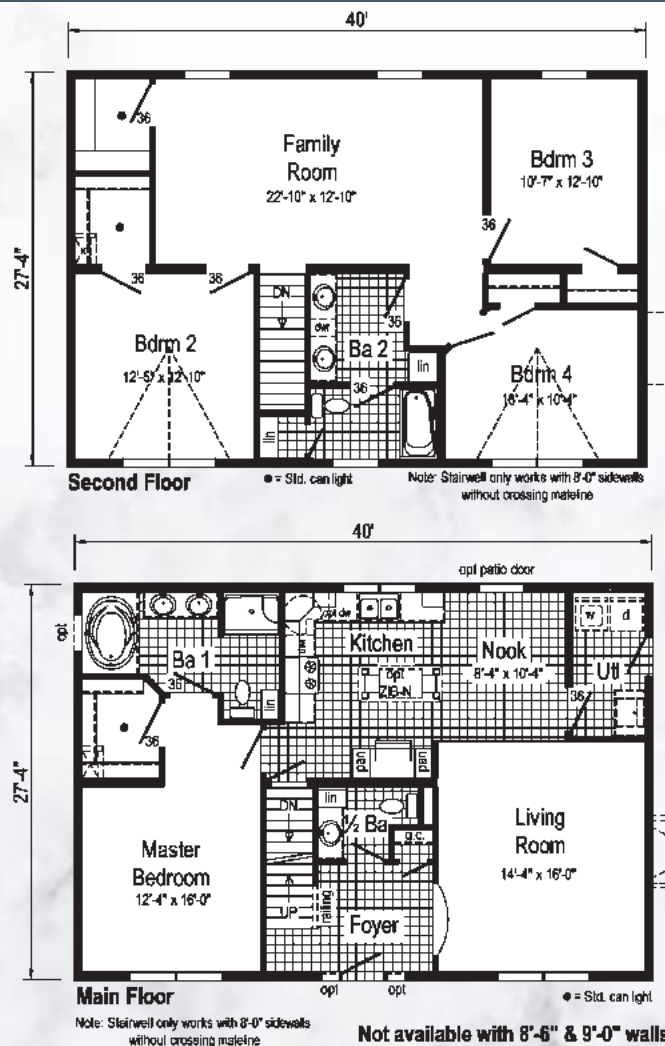 40'
36
Family
Room
22'-10" x 12'-10"
Bdrm 3
10'-7" x 12'-10"
36
27'-4"
36
36
DN
dwr
36
Ba 2
Bdrm 2
12'-5" x 12'-10"
lin
36
Bdrm 4
10'-4"
lin
Second Floor
● = Std. can light
Note: Stairwell only works with 8'-0" sidewalls
without crossing mateline
40'
opt patio door
opt
opt dw
w
d
Ba 1
Kitchen
Nook
8'-4" x 10'-4"
Utl
36
lin
opt
36
36
pan
pan
27'-4"
DN
lin
½ Ba
g.c.
Living
Room
14'-4" x 16'-0"
Master
Bedroom
12'-4" x 16'-0"
UP
railing
Foyer
opt
opt
Main Floor
● = Std. can light
Note: Stairwell only works with 8'-0" sidewalls
without crossing mateline
Not available with 8'-6" & 9'-0" walls